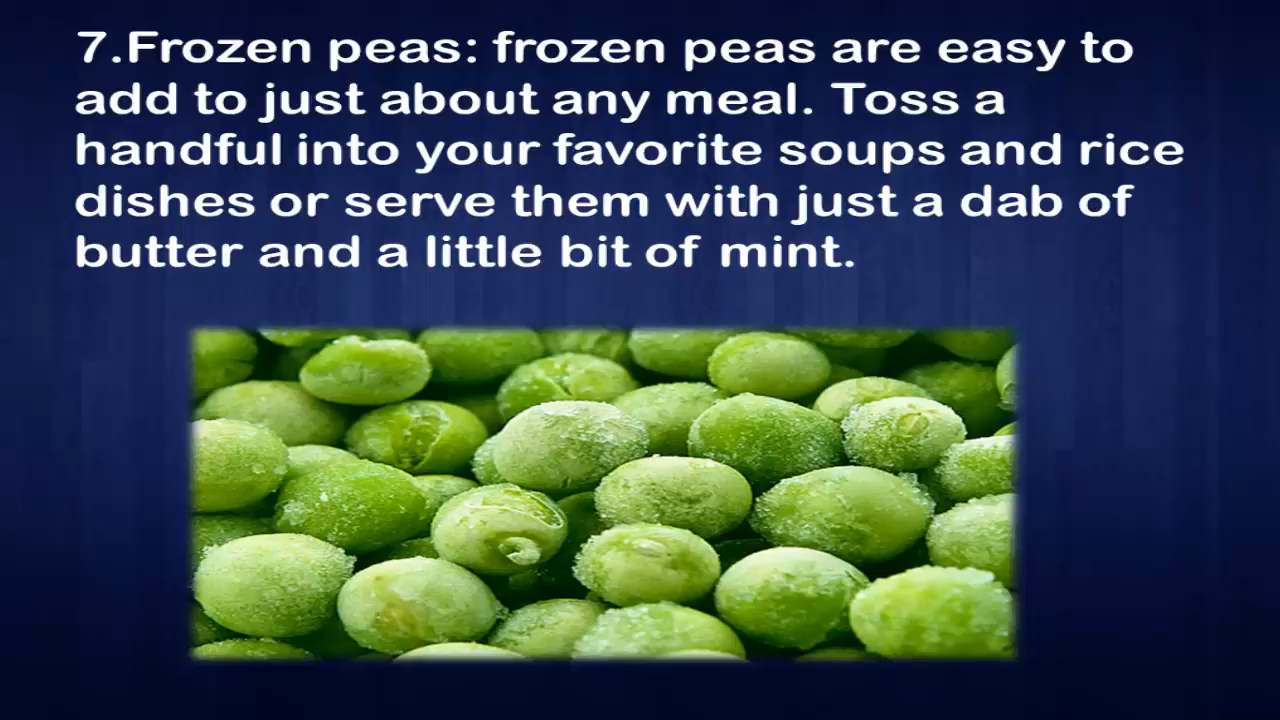 7.Frozen peas: frozen peas are easy to
add to just about any meal. Toss a
handful into your favorite soups and rice
dishes or serve them with just a dab of
butter and a little bit of mint.